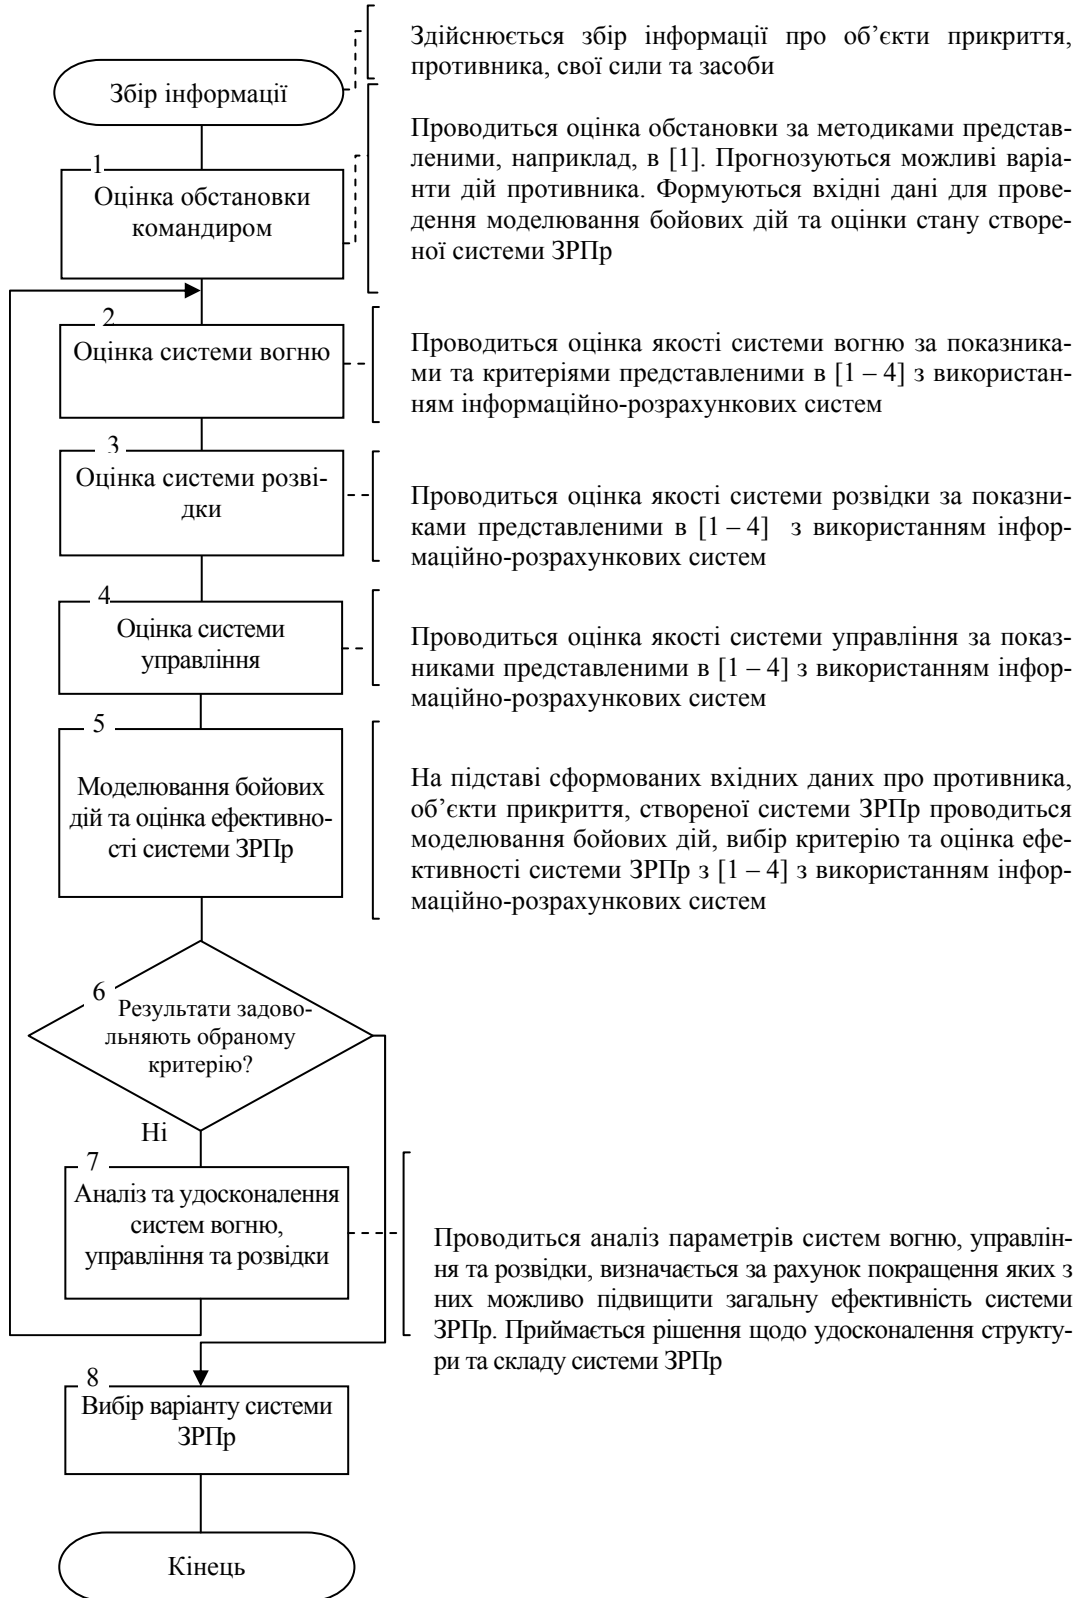 Здійснюється збір інформації про об’єкти прикриття,
противника, свої сили та засоби
Збір інформації
Проводиться оцінка обстановки за методиками представ-
леними, наприклад, в [1]. Прогнозуються можливі варіа-
нти дій противника. Формуються вхідні дані для прове-
дення моделювання бойових дій та оцінки стану створе-
ної системи ЗРПр
1
Оцінка обстановки
командиром
2
Оцінка системи вогню
Проводиться оцінка якості системи вогню за показника-
ми та критеріями представленими в [1 – 4] з використан-
ням інформаційно-розрахункових систем
3
Оцінка системи розві-
дки
Проводиться оцінка якості системи розвідки за показни-
ками представленими в [1 – 4] з використанням інфор-
маційно-розрахункових систем
4
Оцінка системи
управління
Проводиться оцінка якості системи управління за показ-
никами представленими в [1 – 4] з використанням інфор-
маційно-розрахункових систем
5
Моделювання бойових
дій та оцінка ефективно-
сті системи ЗРПр
На підставі сформованих вхідних даних про противника,
об’єкти прикриття, створеної системи ЗРПр проводиться
моделювання бойових дій, вибір критерію та оцінка ефе-
ктивності системи ЗРПр з [1 – 4] з використанням інфор-
маційно-розрахункових систем
6
Результати задово-
льняють обраному
критерію?
Ні
7
Аналіз та удосконалення
систем вогню,
управління та розвідки
Проводиться аналіз параметрів систем вогню, управлін-
ня та розвідки, визначається за рахунок покращення яких з
них можливо підвищити загальну ефективність системи
ЗРПр. Приймається рішення щодо удосконалення структу-
ри та складу системи ЗРПр
8
Вибір варіанту системи
ЗРПр
Кінець